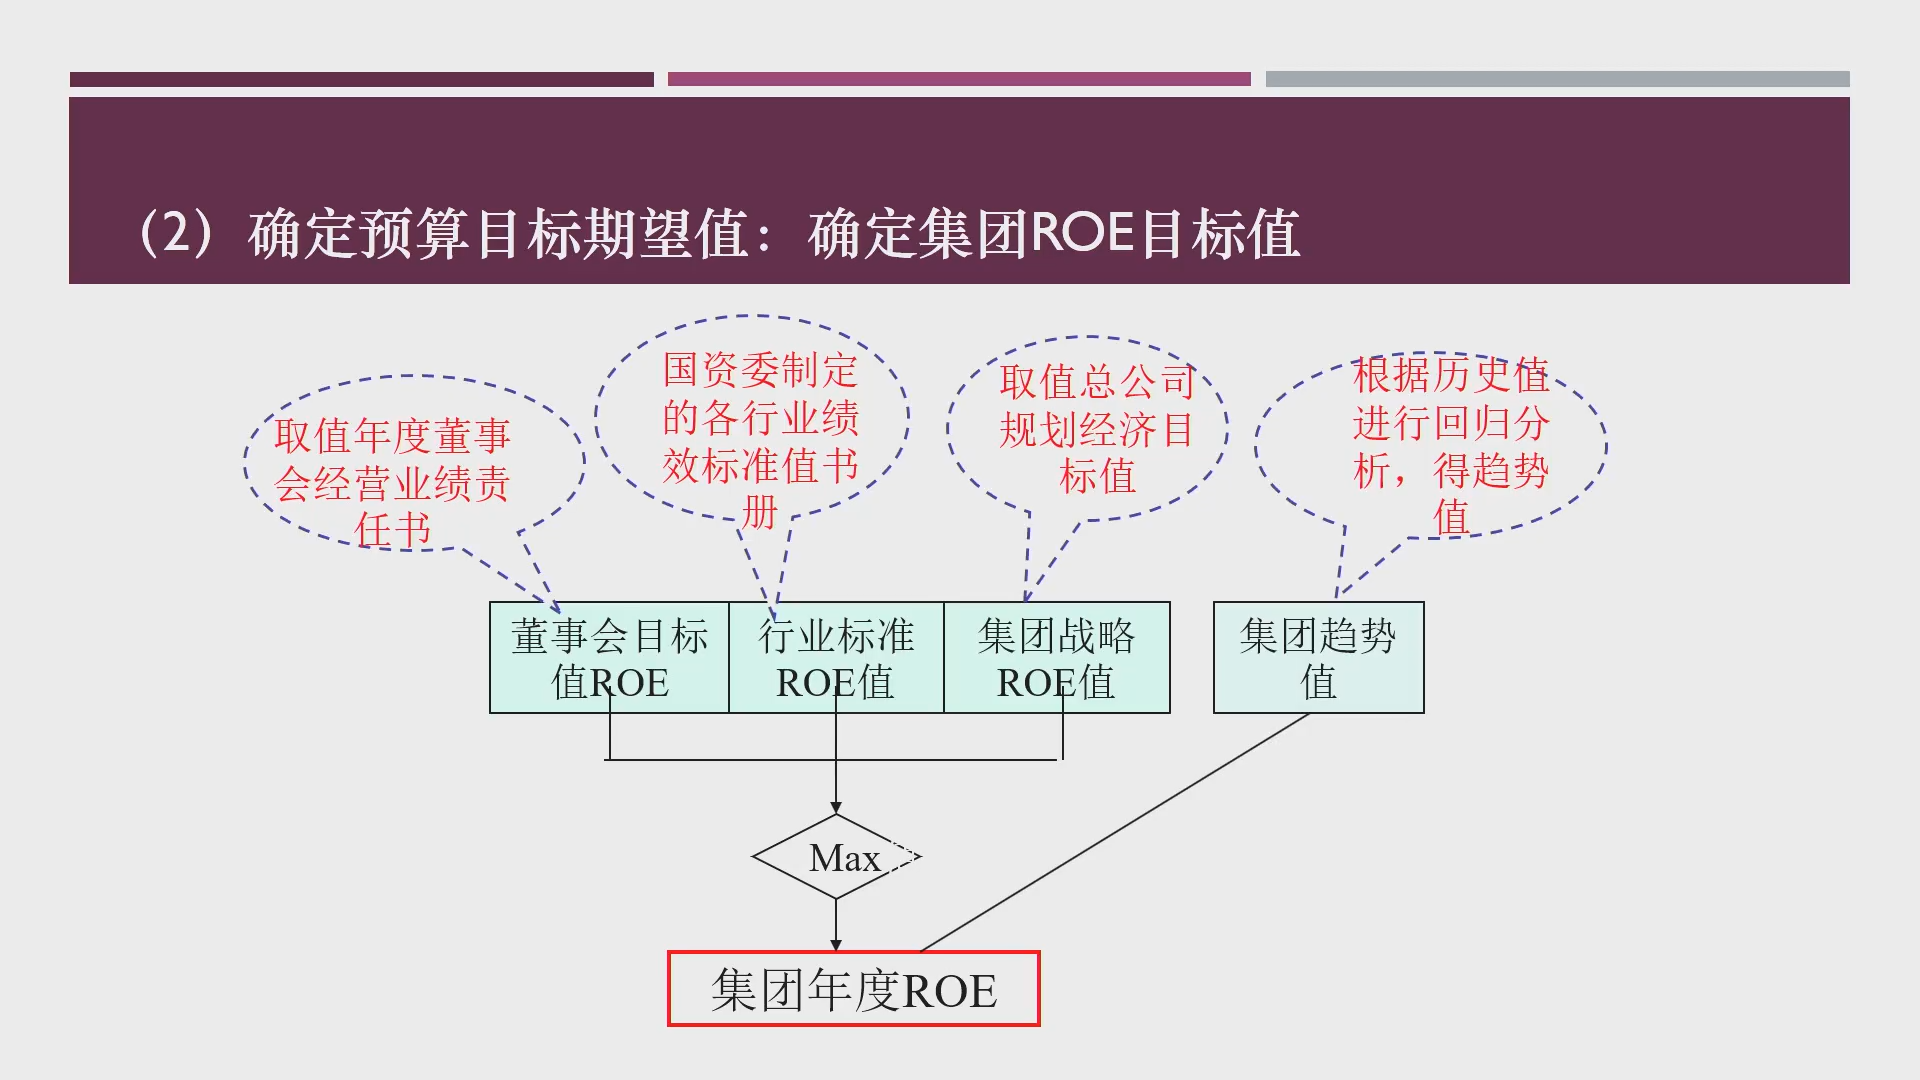 （2）确定预算目标期望值：确定集团ROE目标值
取值年度董事
会经营业绩责
任书
国资委制定
的各行业绩
效标准值书
册
取值总公司
规划经济目
标值
根据历史值
进行回归分
析，得趋势
值
董事会目标
值ROE
行业标准
ROE值
集团战略
ROE值
集团趋势
值
Max
集团年度ROE